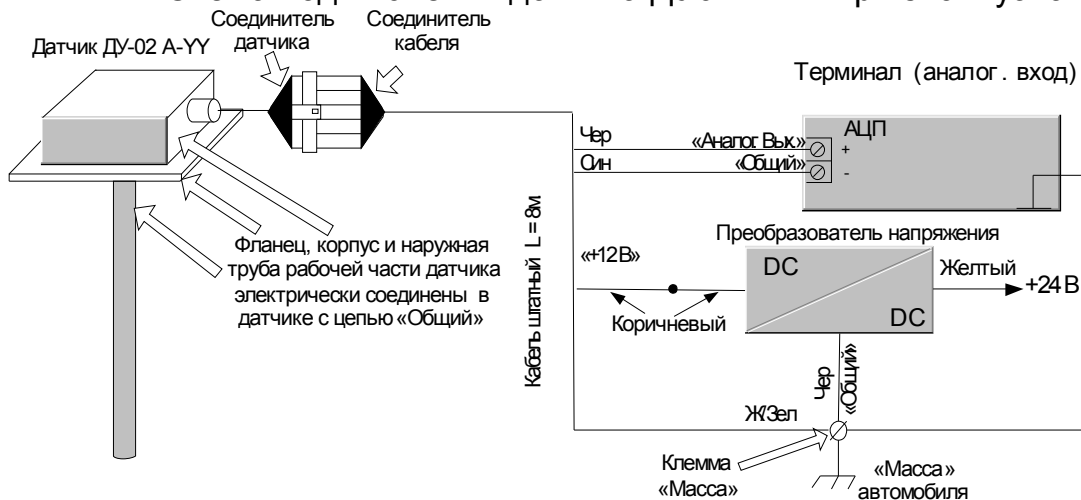 Соединитель
датчика
Соединитель
кабеля
Датчик ДУ-02 А-YY
Терминал (аналог. вход)
АЦП
Чер
«Аналог Вых.»
+
Син
«Общий»
-
Фланец, корпус и наружная
труба рабочей части датчика
электрически соединены в
датчике с цепью «Общий»
Кабель штатный L = 8м
Преобразователь напряжения
«+12В»
DC
DC
Желтый
+24 В
Коричневый
Чер
«Общий»
Ж/Зел
Клемма
«Масса»
«Масса»
автомобиля